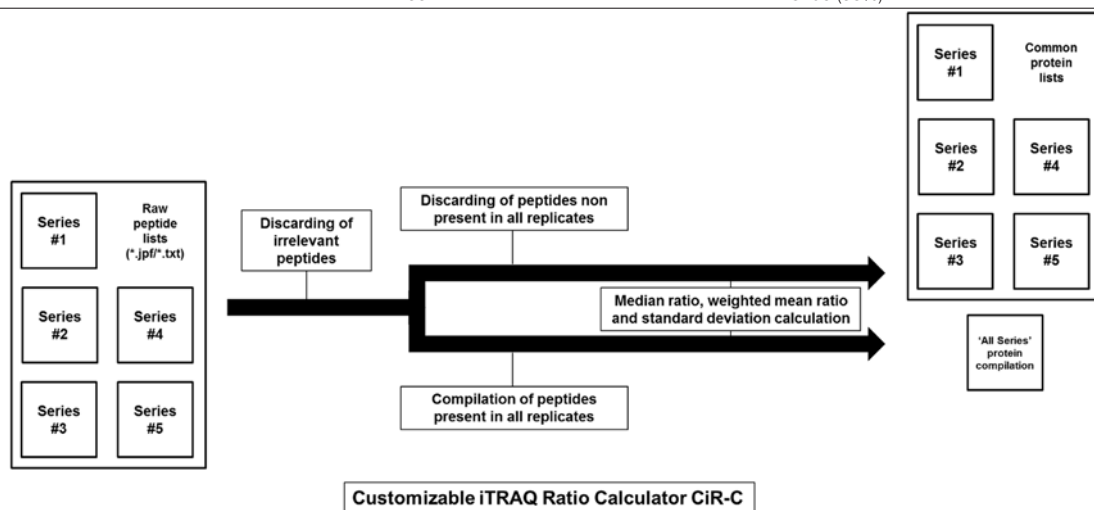 Series
#1
Raw
peptide
lists
(*.jpf/*.txt)
Series
#2
Series
#4
Series
#3
Series
#5
Discarding of
irrelevant
peptides
Discarding of peptides non
present in all replicates
Median ratio, weighted mean ratio
and standard deviation calculation
Compilation of peptides
present in all replicates
Series
#1
Common
protein
lists
Series
#2
Series
#4
Series
#3
Series
#5
'All Series'
protein
compilation
Customizable iTRAQ Ratio Calculator CiR-C